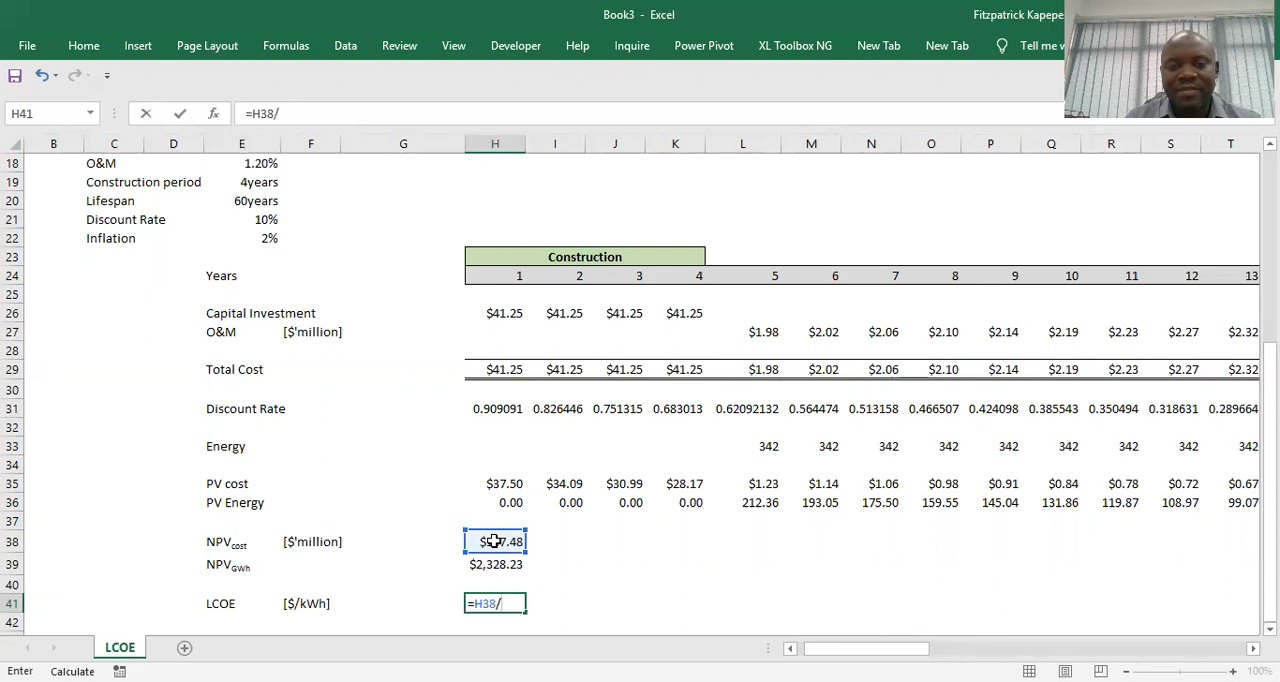 Book3 - Excel
Fitzpatrick Kapepe
File Home Insert Page Layout Formulas Data Review View Developer Help Inquire Power Pivot XL Toolbox NG New Tab New Tab Tell me
H41 =H38/
B C D E F G H I J K L M N O P Q R S T
18 O&M 1.20%
19 Construction period 4years
20 Lifespan 60years
21 Discount Rate 10%
22 Inflation 2%
23 Construction
24 Years 1 2 3 4 5 6 7 8 9 10 11 12 13
25
26 Capital Investment $41.25 $41.25 $41.25 $41.25
27 O&M [$'million] $1.98 $2.02 $2.06 $2.10 $2.14 $2.19 $2.23 $2.27 $2.32
28
29 Total Cost $41.25 $41.25 $41.25 $41.25 $1.98 $2.02 $2.06 $2.10 $2.14 $2.19 $2.23 $2.27 $2.32
30
31 Discount Rate 0.909091 0.826446 0.751315 0.683013 0.62092132 0.564474 0.513158 0.466507 0.424098 0.385543 0.350494 0.318631 0.289664
32
33 Energy 342 342 342 342 342 342 342 342 342
34
35 PV cost $37.50 $34.09 $30.99 $28.17 $1.23 $1.14 $1.06 $0.98 $0.91 $0.84 $0.78 $0.72 $0.67
36 PV Energy 0.00 0.00 0.00 0.00 212.36 193.05 175.50 159.55 145.04 131.86 119.87 108.97 99.07
37
38 NPVcost [$'million]
39 NPVGWh $2,328.23
40
41 LCOE [$/kWh] =H38/
42
LCOE
Enter Calculate 100%